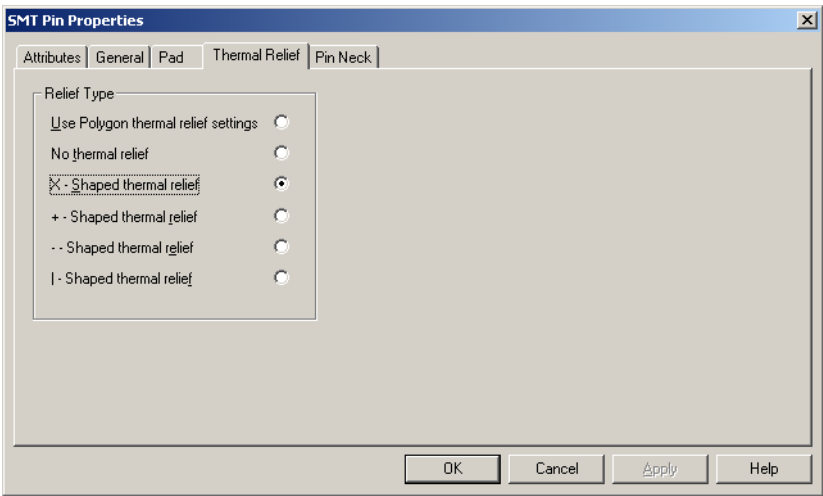 SMT Pin Properties
Attributes General Pad Thermal Relief Pin Neck
Relief Type
Use Polygon thermal relief settings
No thermal relief
X - Shaped thermal relief
+ - Shaped thermal relief
- - Shaped thermal relief
| - Shaped thermal relief
OK Cancel Apply Help